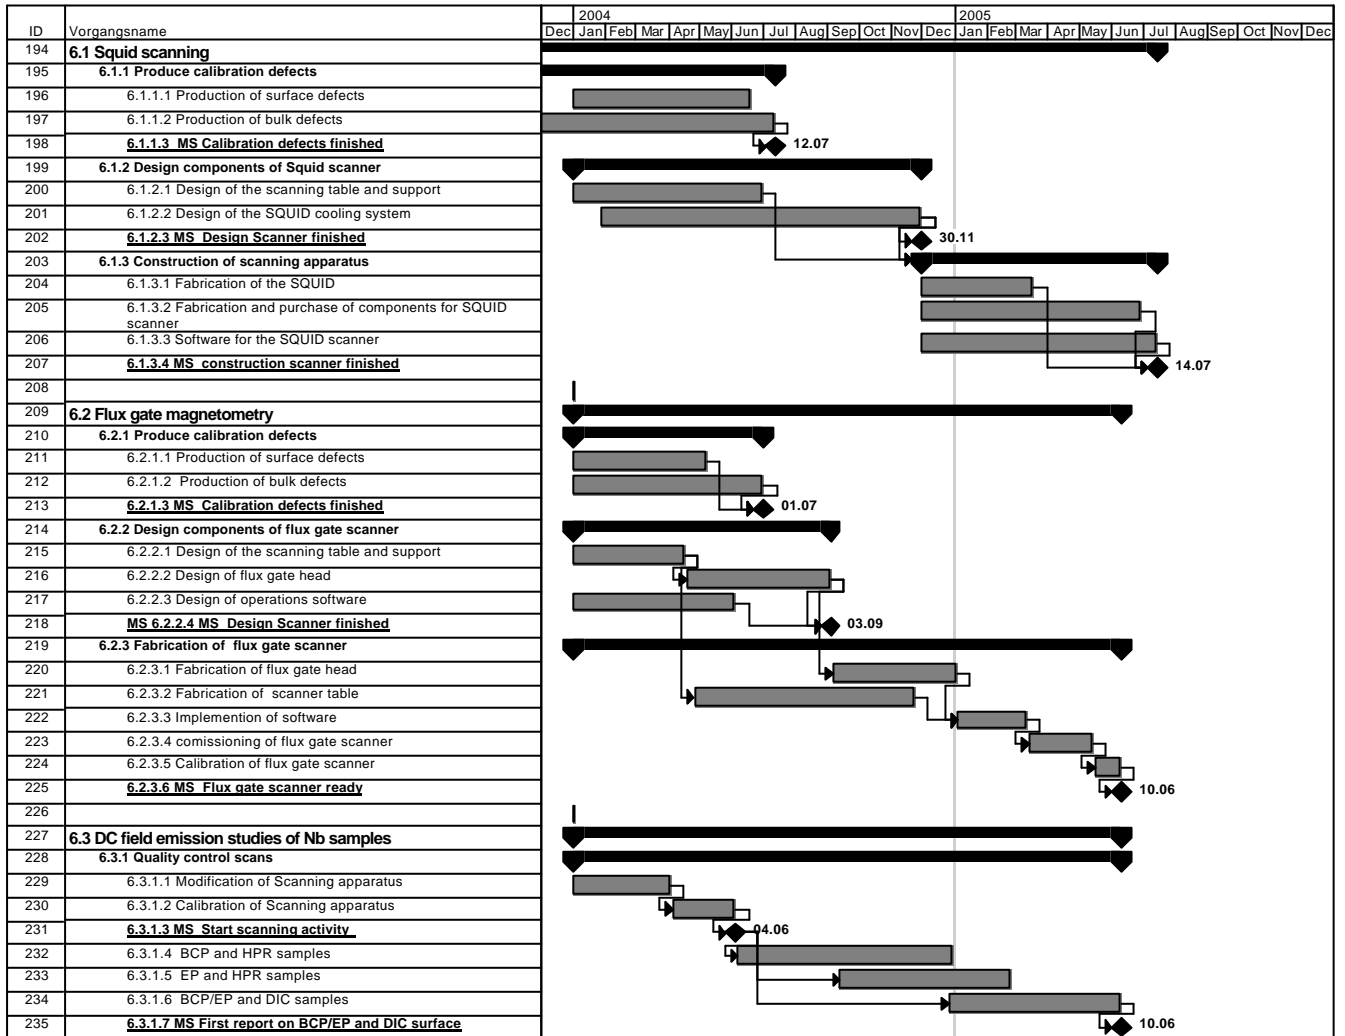 2004 2005
ID Vorgangsname Dec Jan Feb Mar Apr May Jun Jul Aug Sep Oct Nov Dec Jan Feb Mar Apr May Jun Jul Aug Sep Oct Nov Dec
194 6.1 Squid scanning
195 6.1.1 Produce calibration defects
196 6.1.1.1 Production of surface defects
197 6.1.1.2 Production of bulk defects
198 6.1.1.3 MS Calibration defects finished 12.07
199 6.1.2 Design components of Squid scanner
200 6.1.2.1 Design of the scanning table and support
201 6.1.2.2 Design of the SQUID cooling system
202 6.1.2.3 MS Design Scanner finished 30.11
203 6.1.3 Construction of scanning apparatus
204 6.1.3.1 Fabrication of the SQUID
205 6.1.3.2 Fabrication and purchase of components for SQUID
scanner
206 6.1.3.3 Software for the SQUID scanner
207 6.1.3.4 MS construction scanner finished 14.07
208
209 6.2 Flux gate magnetometry
210 6.2.1 Produce calibration defects
211 6.2.1.1 Production of surface defects
212 6.2.1.2 Production of bulk defects
213 6.2.1.3 MS Calibration defects finished 01.07
214 6.2.2 Design components of flux gate scanner
215 6.2.2.1 Design of the scanning table and support
216 6.2.2.2 Design of flux gate head
217 6.2.2.3 Design of operations software
218 MS 6.2.2.4 MS Design Scanner finished 03.09
219 6.2.3 Fabrication of flux gate scanner
220 6.2.3.1 Fabrication of flux gate head
221 6.2.3.2 Fabrication of scanner table
222 6.2.3.3 Implemention of software
223 6.2.3.4 comissioning of flux gate scanner
224 6.2.3.5 Calibration of flux gate scanner
225 6.2.3.6 MS Flux gate scanner ready 10.06
226
227 6.3 DC field emission studies of Nb samples
228 6.3.1 Quality control scans
229 6.3.1.1 Modification of Scanning apparatus
230 6.3.1.2 Calibration of Scanning apparatus
231 6.3.1.3 MS Start scanning activity 04.06
232 6.3.1.4 BCP and HPR samples
233 6.3.1.5 EP and HPR samples
234 6.3.1.6 BCP/EP and DIC samples
235 6.3.1.7 MS First report on BCP/EP and DIC surface 10.06